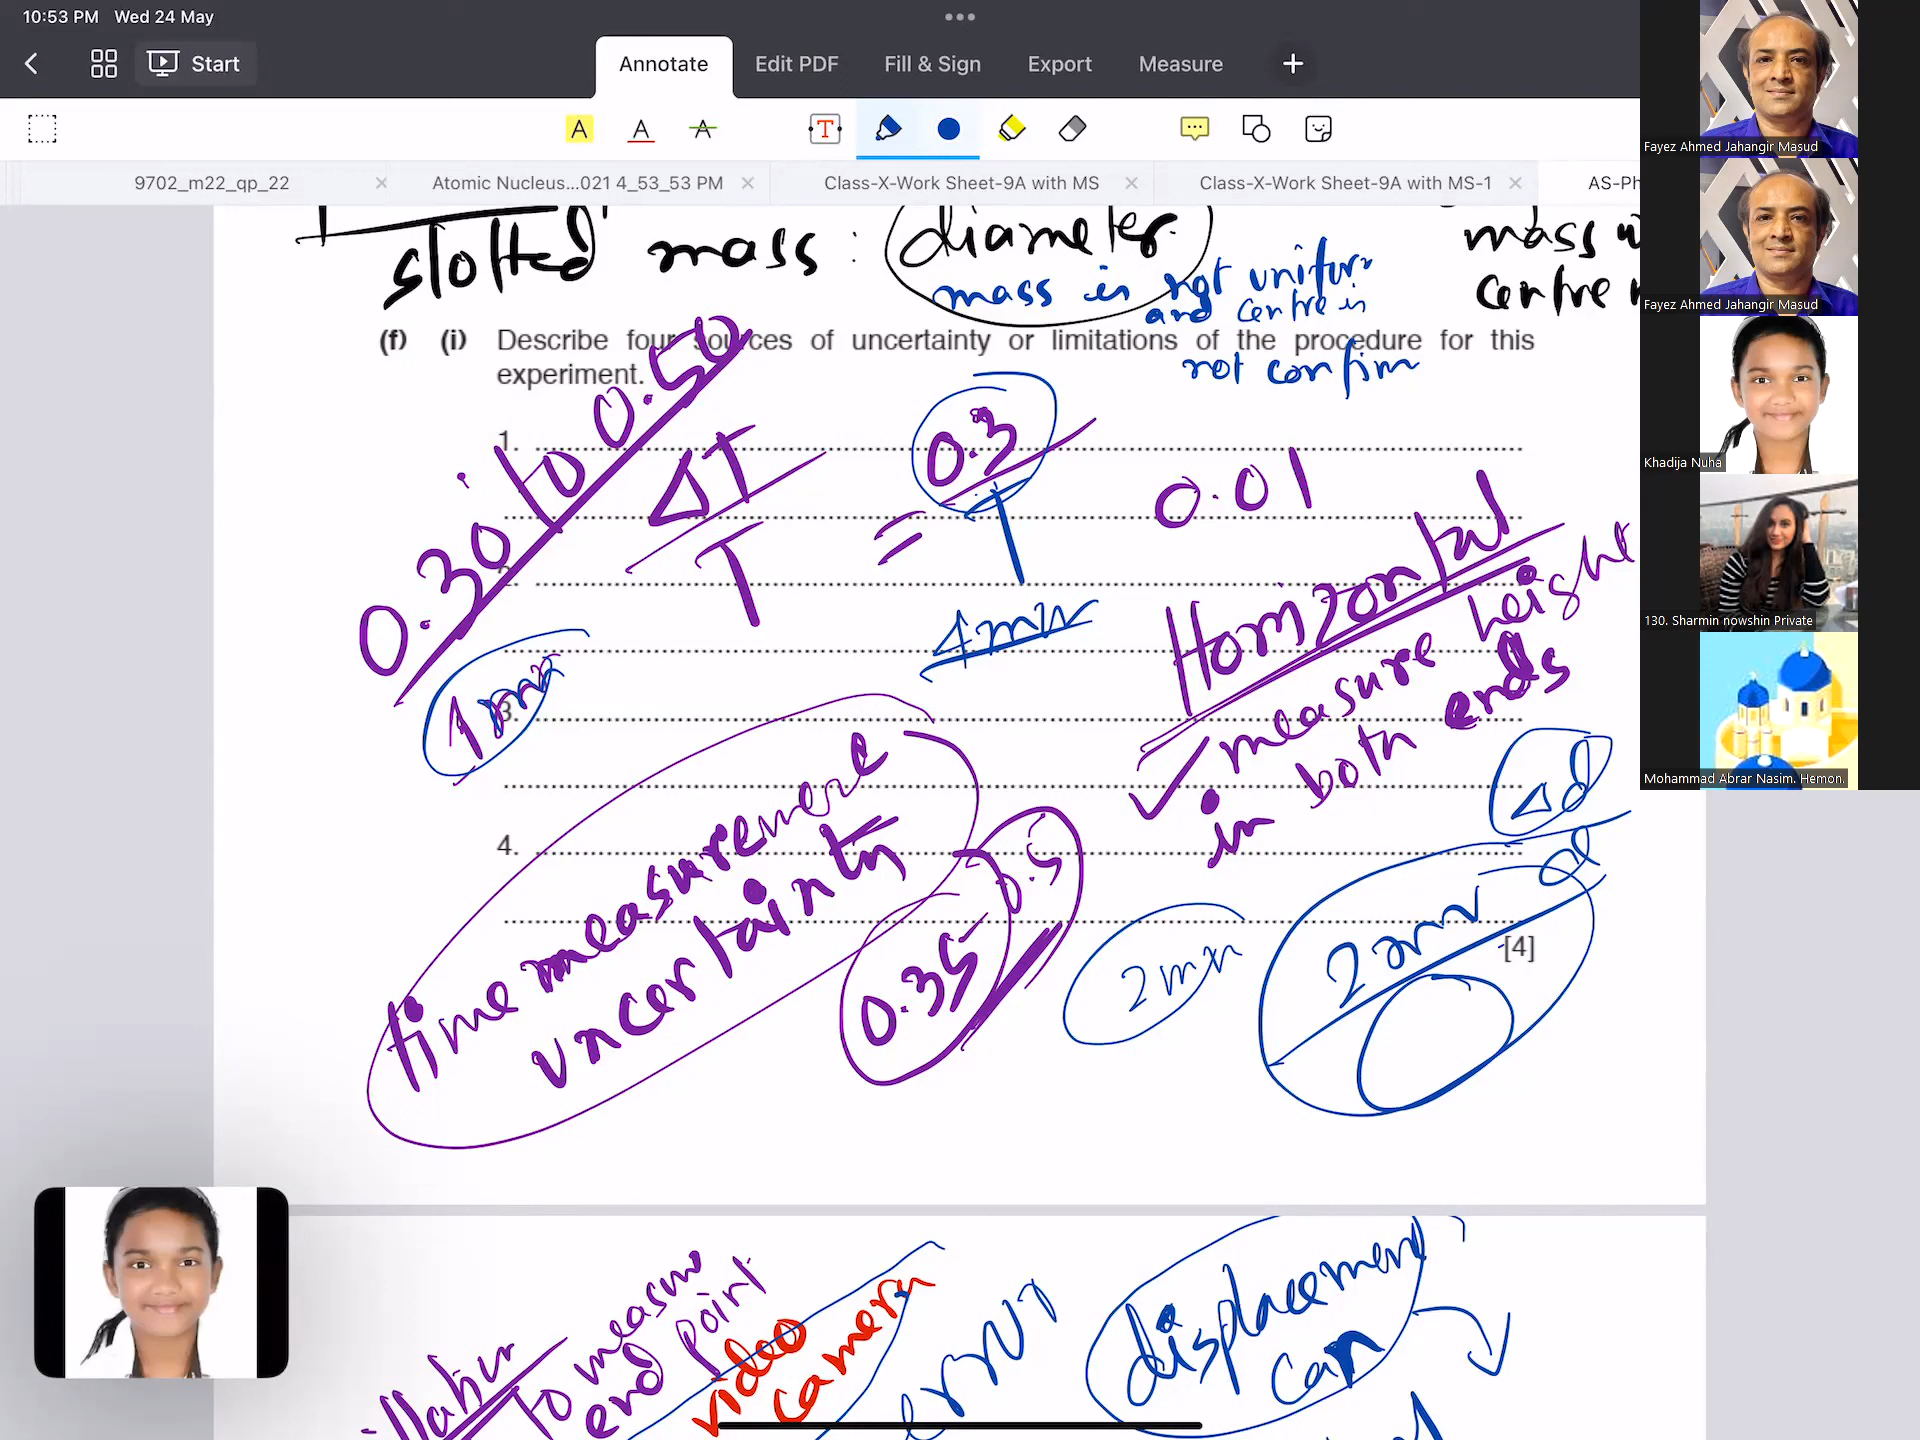 10:53 PM Wed 24 May
Start
Annotate
Edit PDF
Fill & Sign
Export
Measure
A
A
A
T
9702_m22_qp_22
Atomic Nucleus...021 4_53_53 PM
Class-X-Work Sheet-9A with MS
Class-X-Work Sheet-9A with MS-1
AS-Ph
slotted mass : diameter
mass is not uniform
and centre is
not confirm
mass
centre
(f) (i) Describe four sources of uncertainty or limitations of the procedure for this
experiment.
1.
2
3.
4.
[4]
0.30 to 0.50
ΔT
T
=
0.3
T
0.01
1mm
4mm
Horizontal
measure height
in both ends
time measurement
uncertainty
0.35
0.5
2mm
Δd
d
2mm
To measure
end point
video
camera
displacement
can
Fayez Ahmed Jahangir Masud
Fayez Ahmed Jahangir Masud
Khadija Nuha
130. Sharmin nowshin Private
Mohammad Abrar Nasim. Hemon.